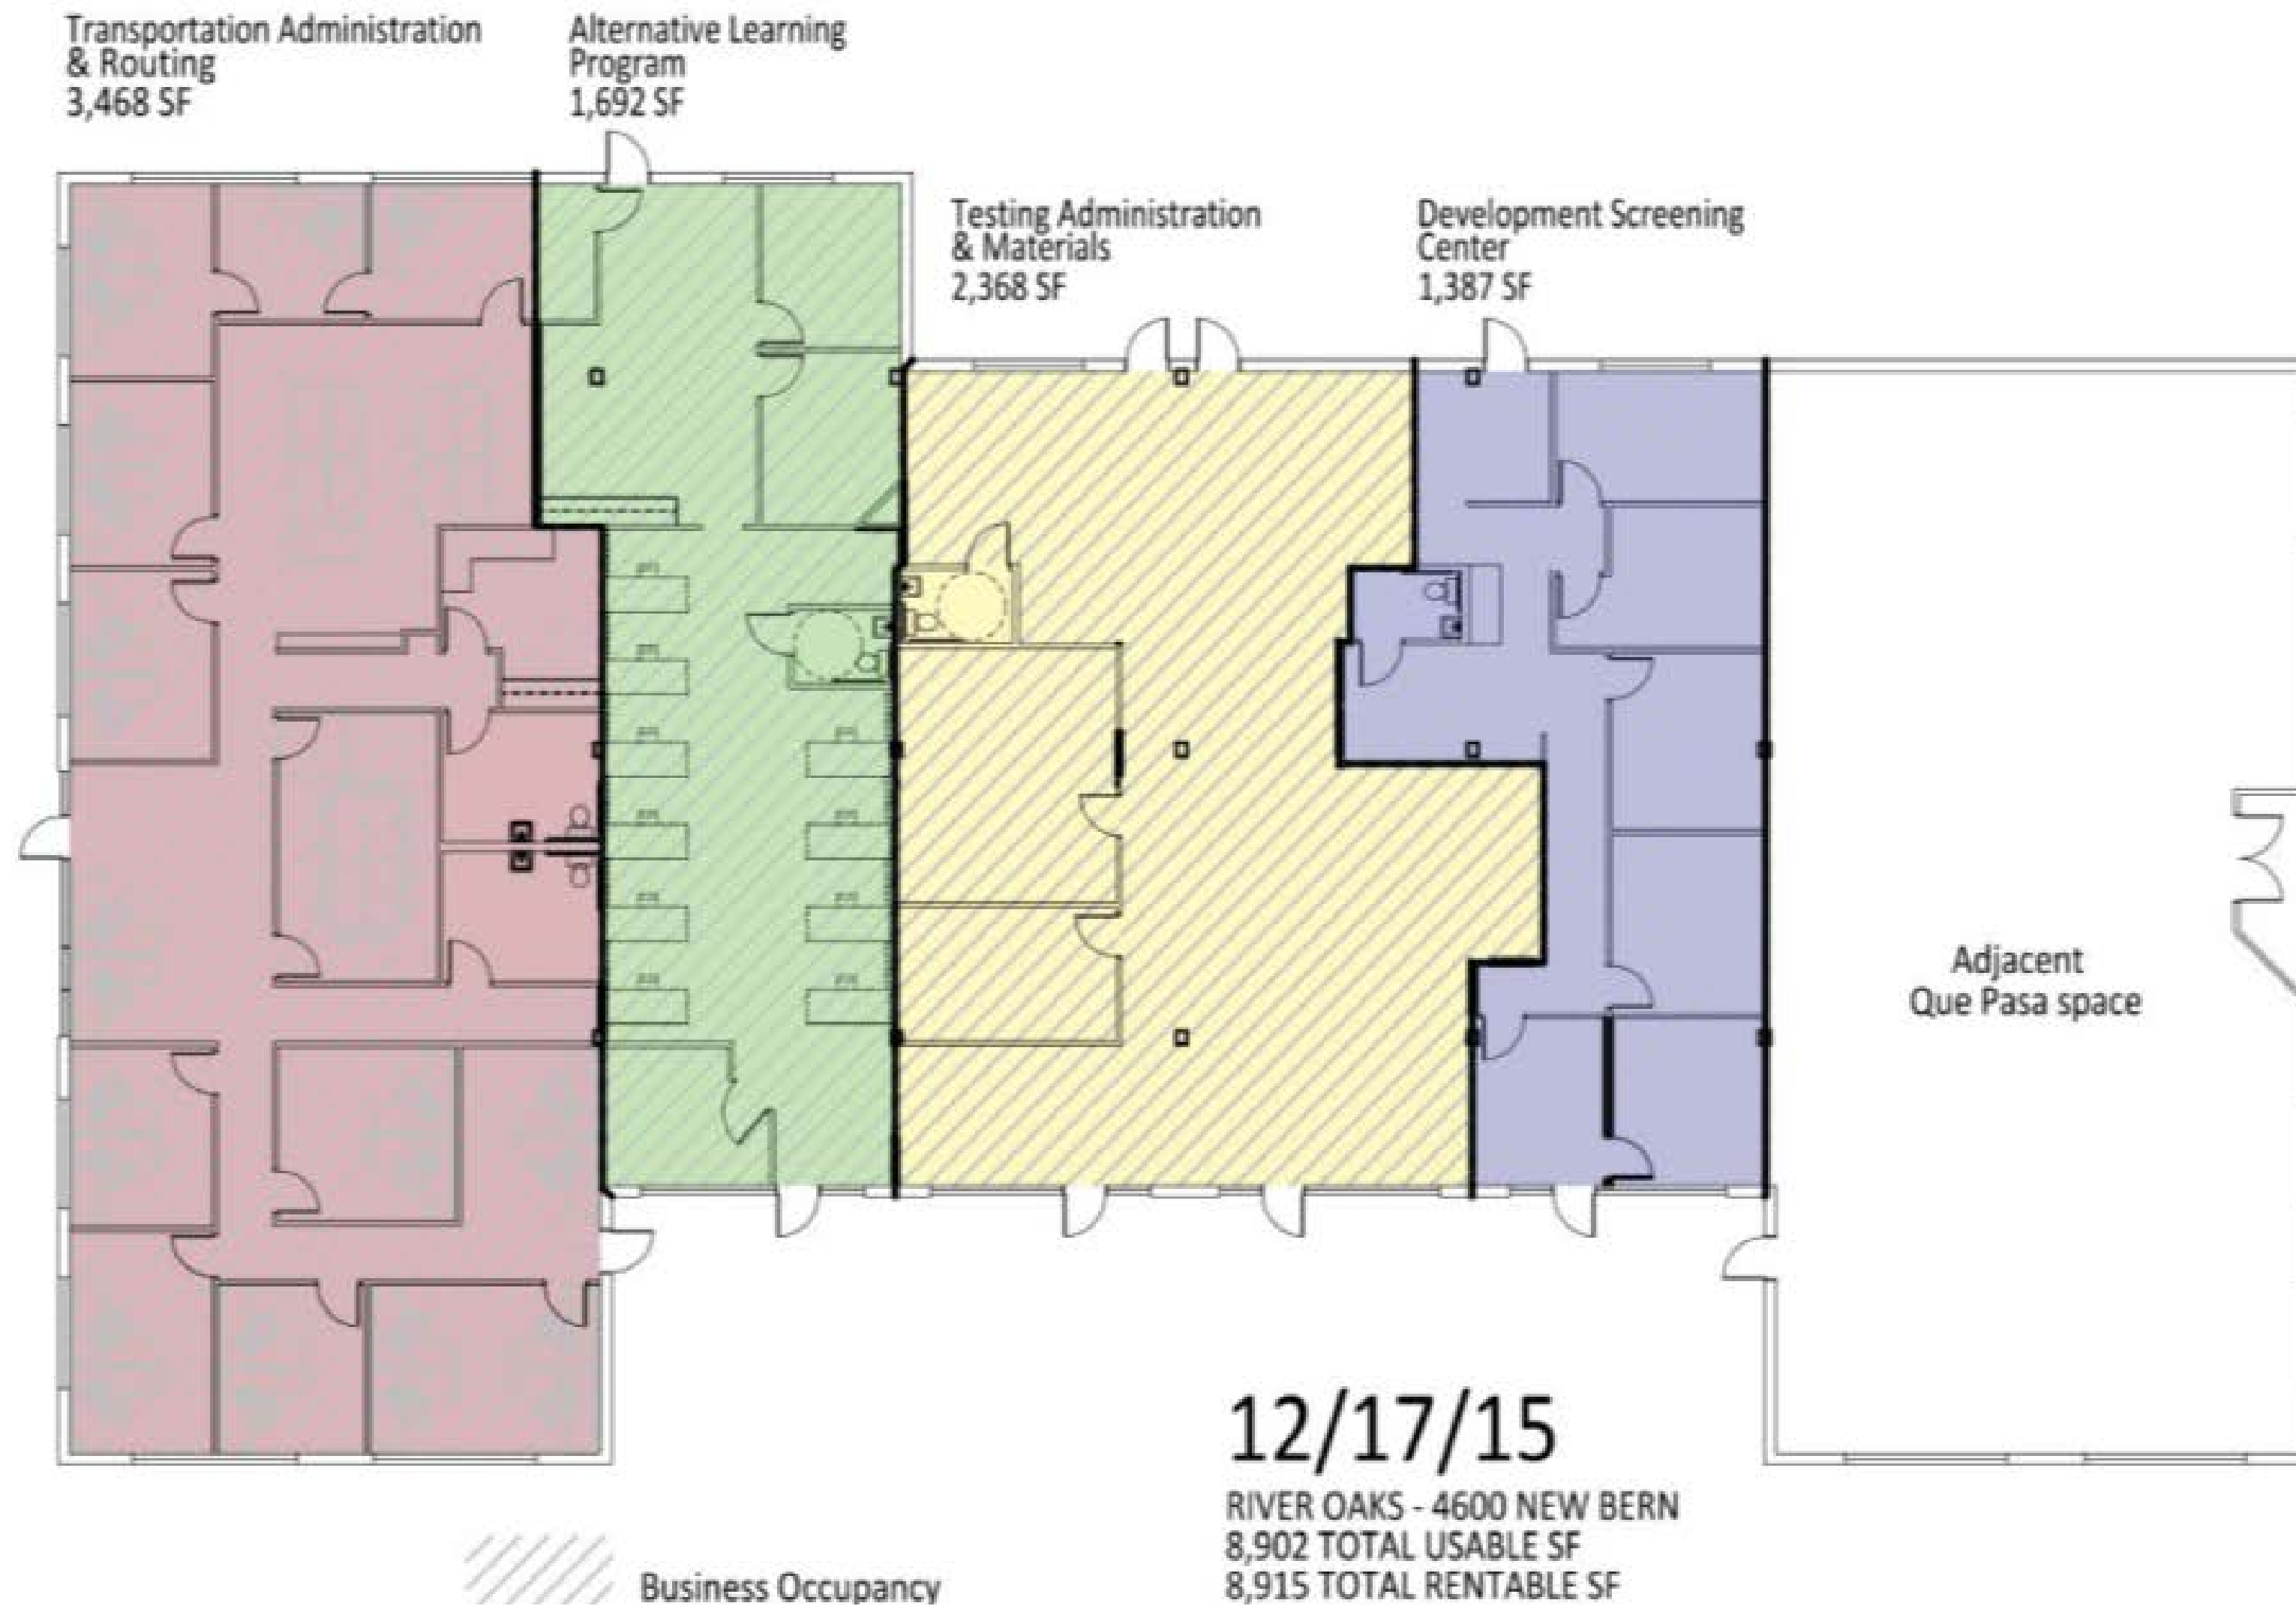 Transportation Administration
& Routing
3,468 SF
Alternative Learning
Program
1,692 SF
Testing Administration
& Materials
2,368 SF
Development Screening
Center
1,387 SF
Adjacent
Que Pasa space
12/17/15
RIVER OAKS - 4600 NEW BERN
8,902 TOTAL USABLE SF
8,915 TOTAL RENTABLE SF
Business Occupancy